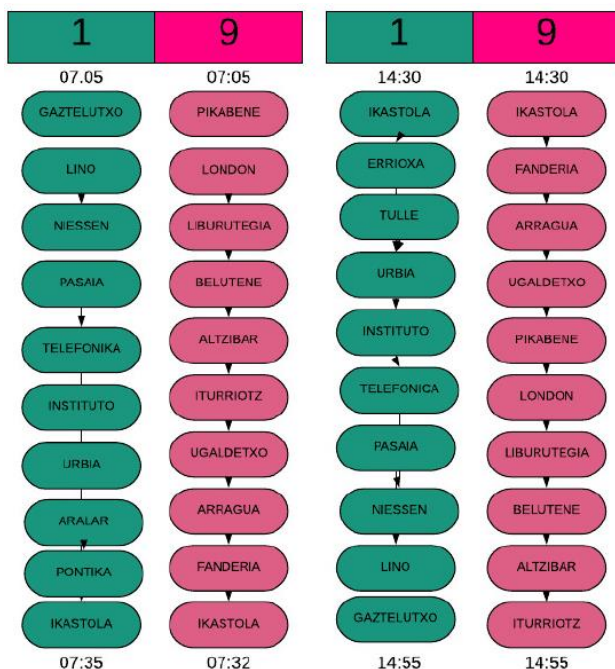 1 9 1 9
07.05 07:05 14:30 14:30
GAZTELUTXO PIKABENE IKASTOLA IKASTOLA
LINO LONDON ERRIOXA FANDERIA
NIESSEN LIBURUTEGIA TULLE ARRAGUA
PASAIA BELUTENE URBIA UGALDETXO
TELEFONIKA ALTZIBAR INSTITUTO PIKABENE
INSTITUTO ITURRIOTZ TELEFONICA LONDON
URBIA UGALDETXO PASAIA LIBURUTEGIA
ARALAR ARRAGUA NIESSEN BELUTENE
PONTIKA FANDERIA LINO ALTZIBAR
IKASTOLA IKASTOLA GAZTELUTXO ITURRIOTZ
07:35 07:32 14:55 14:55